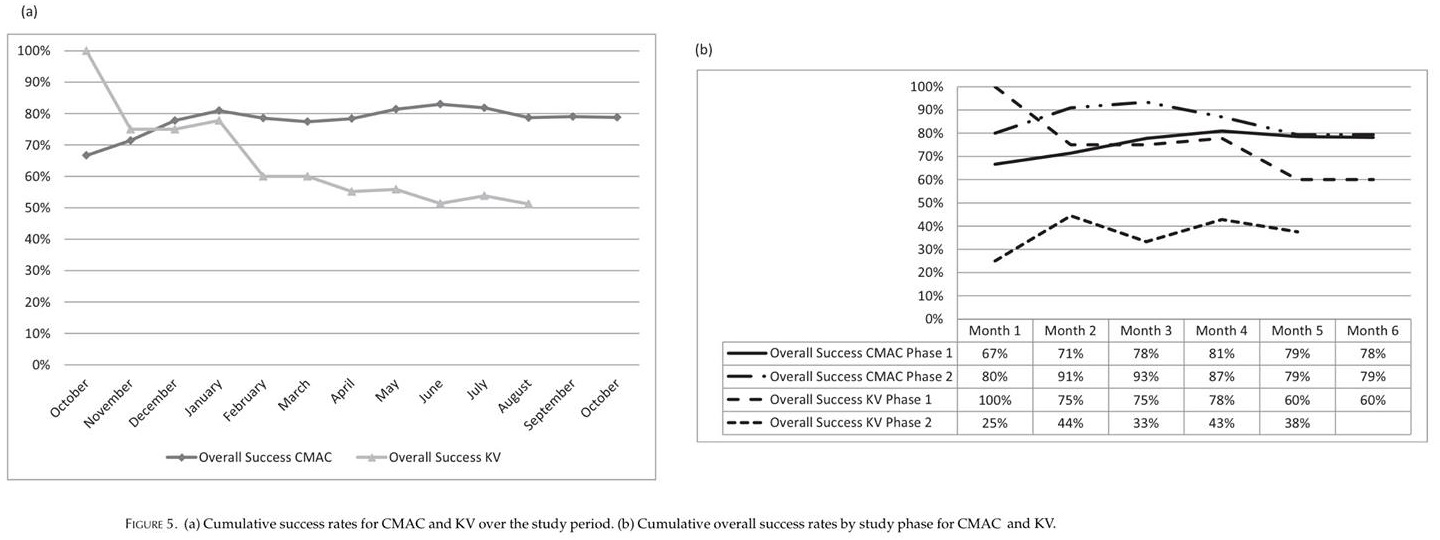 (a)
100%
90%
80%
70%
60%
50%
40%
30%
20%
10%
0%
October
November
December
January
February
March
April
May
June
July
August
September
October
Overall Success CMAC Overall Success KV
(b)
100%
90%
80%
70%
60%
50%
40%
30%
20%
10%
0%
Month 1 Month 2 Month 3 Month 4 Month 5 Month 6
Overall Success CMAC Phase 1 67% 71% 78% 81% 79% 78%
Overall Success CMAC Phase 2 80% 91% 93% 87% 79% 79%
Overall Success KV Phase 1 100% 75% 75% 78% 60% 60%
Overall Success KV Phase 2 25% 44% 33% 43% 38%
FIGURE 5. (a) Cumulative success rates for CMAC and KV over the study period. (b) Cumulative overall success rates by study phase for CMAC and KV.